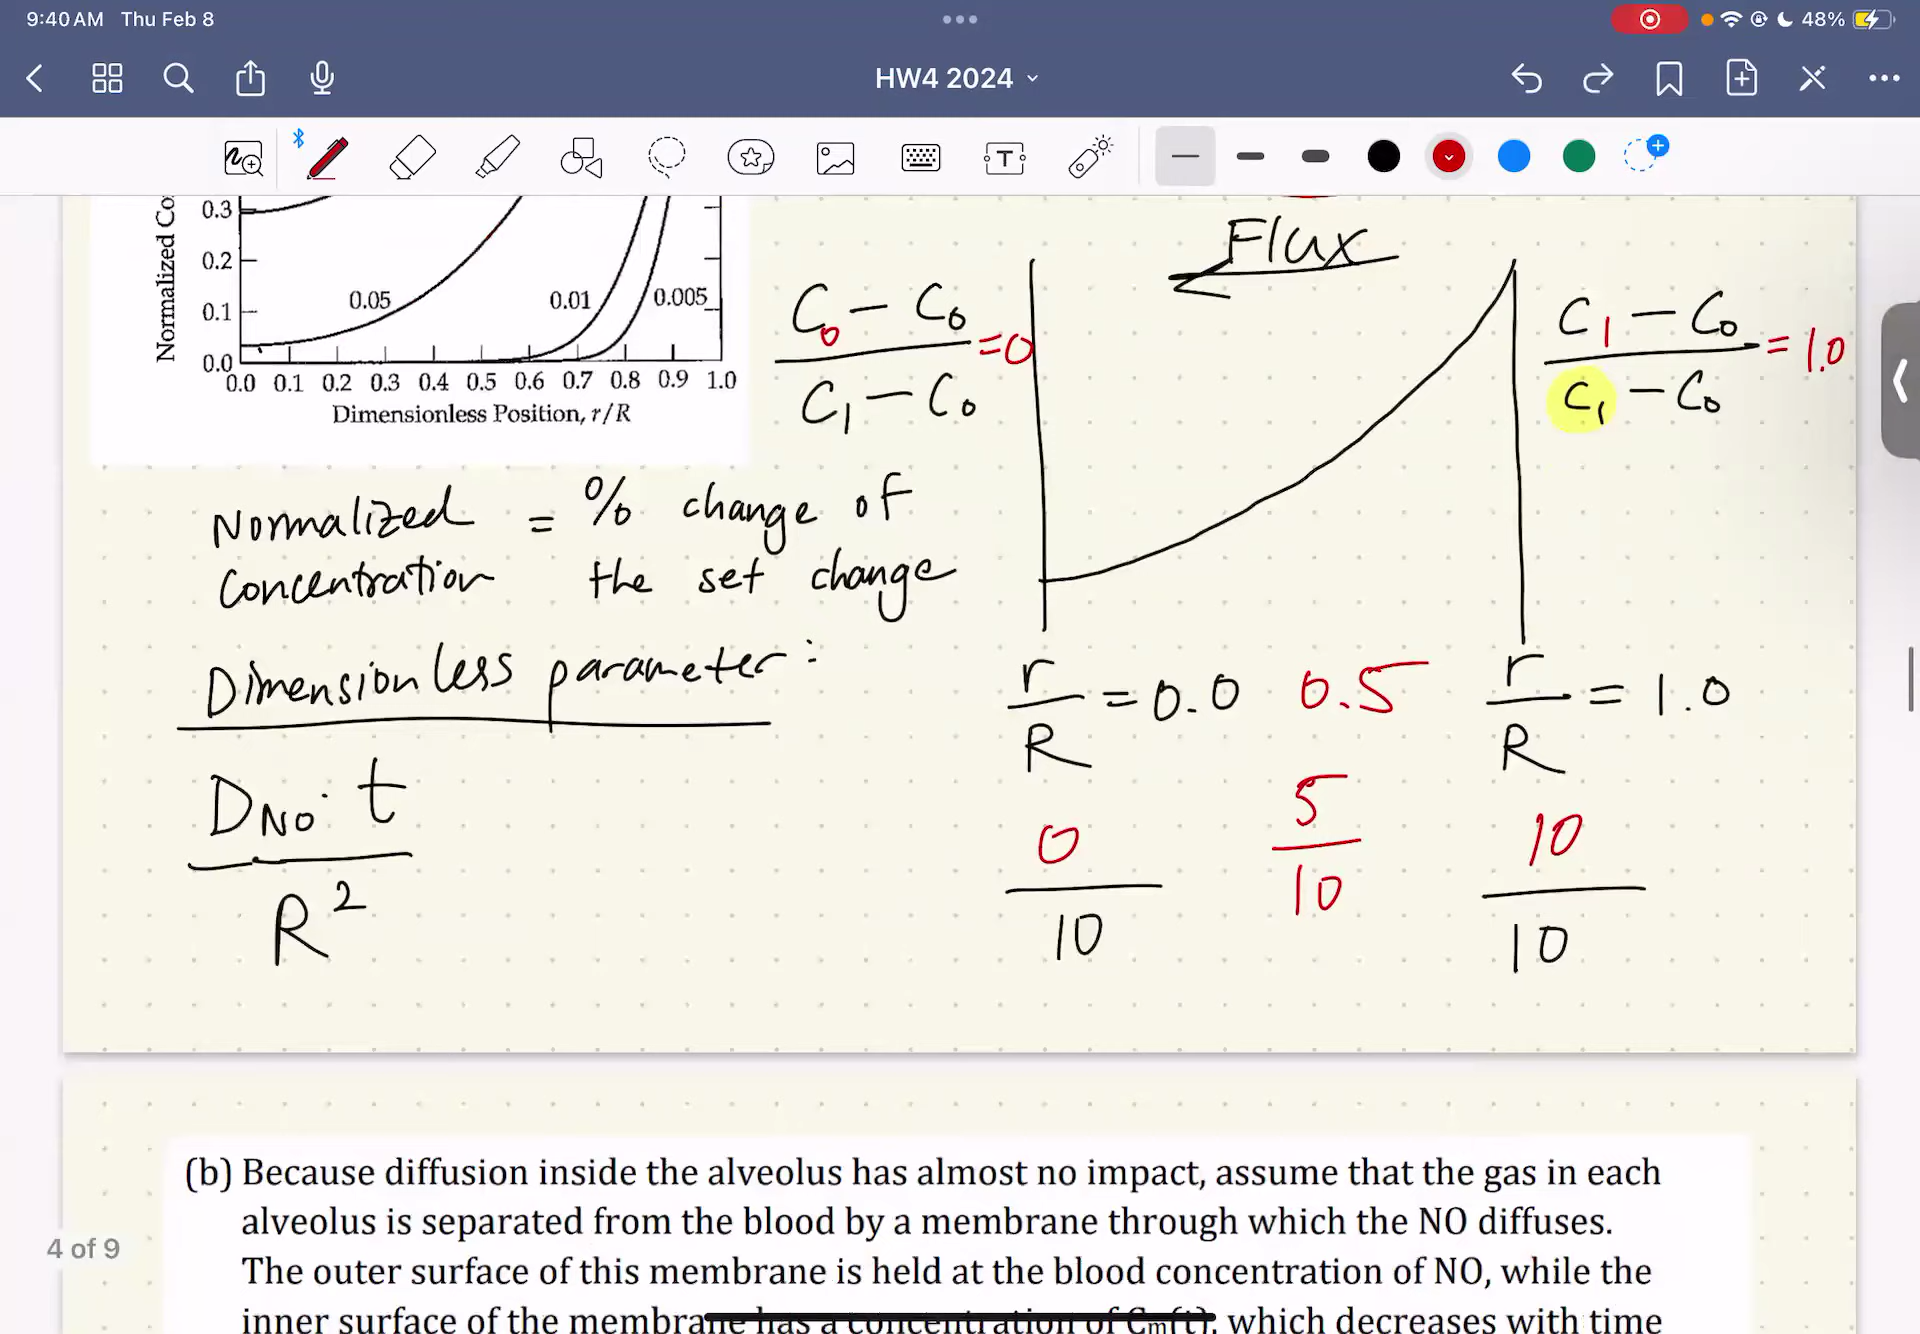 9:40 AM Thu Feb 8
48%
HW4 2024
Normalized Co
0.3
0.2
0.1
0.0
0.05
0.01
0.005
0.0 0.1 0.2 0.3 0.4 0.5 0.6 0.7 0.8 0.9 1.0
Dimensionless Position, r/R
Flux
C₀ − C₀
= 0
C₁ − C₀
C₁ − C₀
= 1.0
C₁ − C₀
Normalized = % change of
Concentration the set change
Dimensionless parameter:
D_NO · t
R²
r/R = 0.0 0.5 r/R = 1.0
0/10 5/10 10/10
(b) Because diffusion inside the alveolus has almost no impact, assume that the gas in each
alveolus is separated from the blood by a membrane through which the NO diffuses.
The outer surface of this membrane is held at the blood concentration of NO, while the
inner surface of the membrane has a concentration of Cm(t), which decreases with time
4 of 9